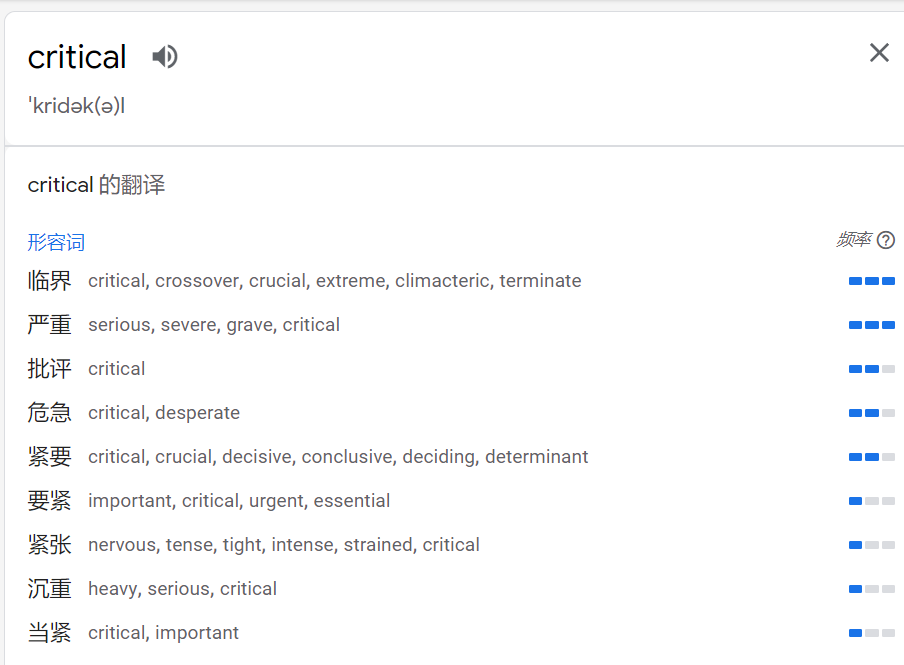 critical
ˈkridək(ə)l
critical 的翻译
形容词 频率
临界 critical, crossover, crucial, extreme, climacteric, terminate
严重 serious, severe, grave, critical
批评 critical
危急 critical, desperate
紧要 critical, crucial, decisive, conclusive, deciding, determinant
要紧 important, critical, urgent, essential
紧张 nervous, tense, tight, intense, strained, critical
沉重 heavy, serious, critical
当紧 critical, important